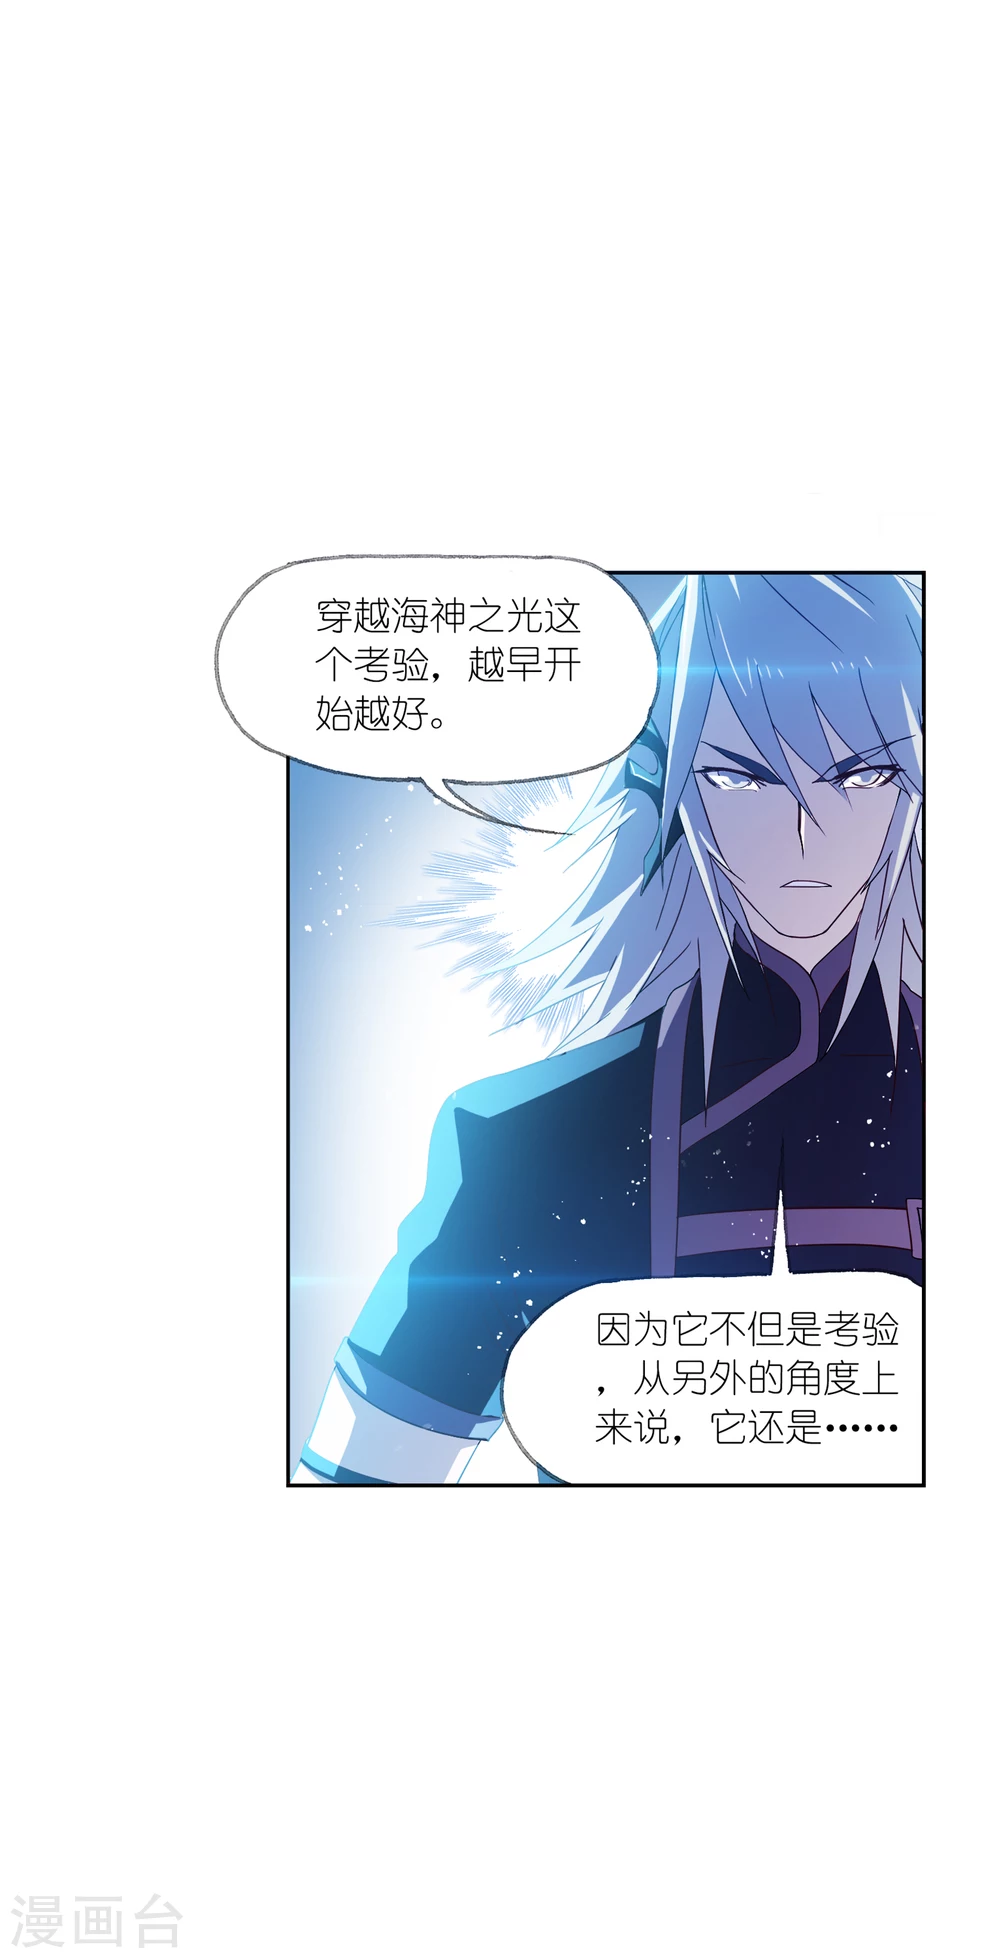 穿越海神之光这
个考验，越早开
始越好。
因为它不但是考验
，从另外的角度上
来说，它还是⋯⋯
漫画台